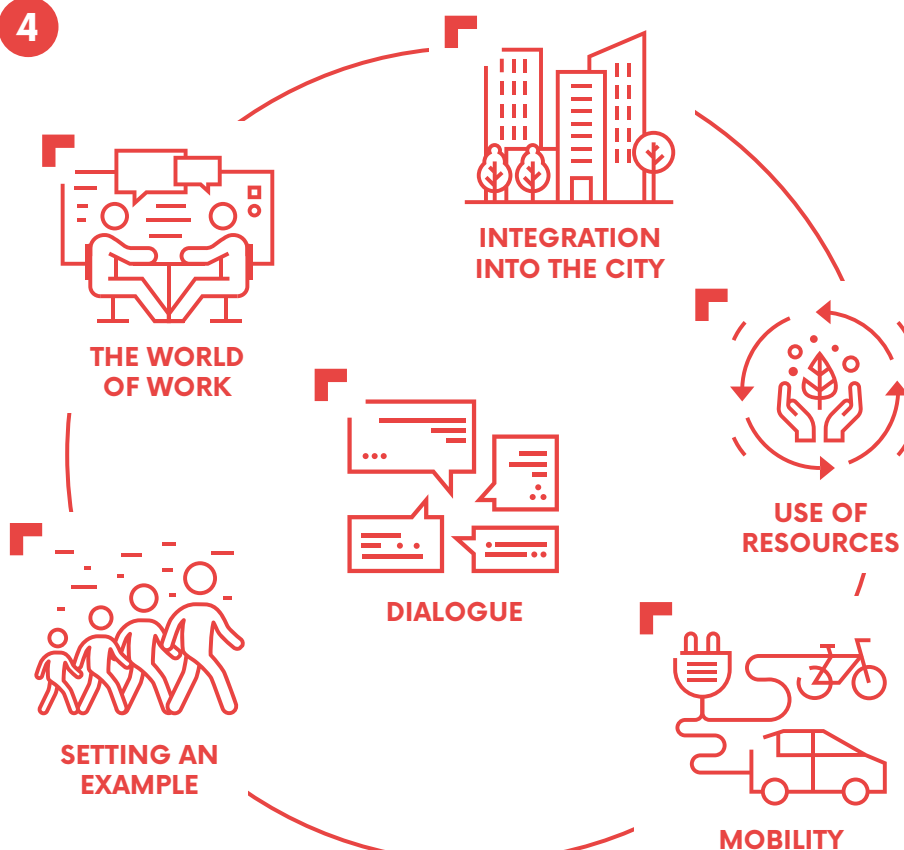 4
INTEGRATION
INTO THE CITY
THE WORLD
OF WORK
USE OF
RESOURCES
DIALOGUE
SETTING AN
EXAMPLE
MOBILITY